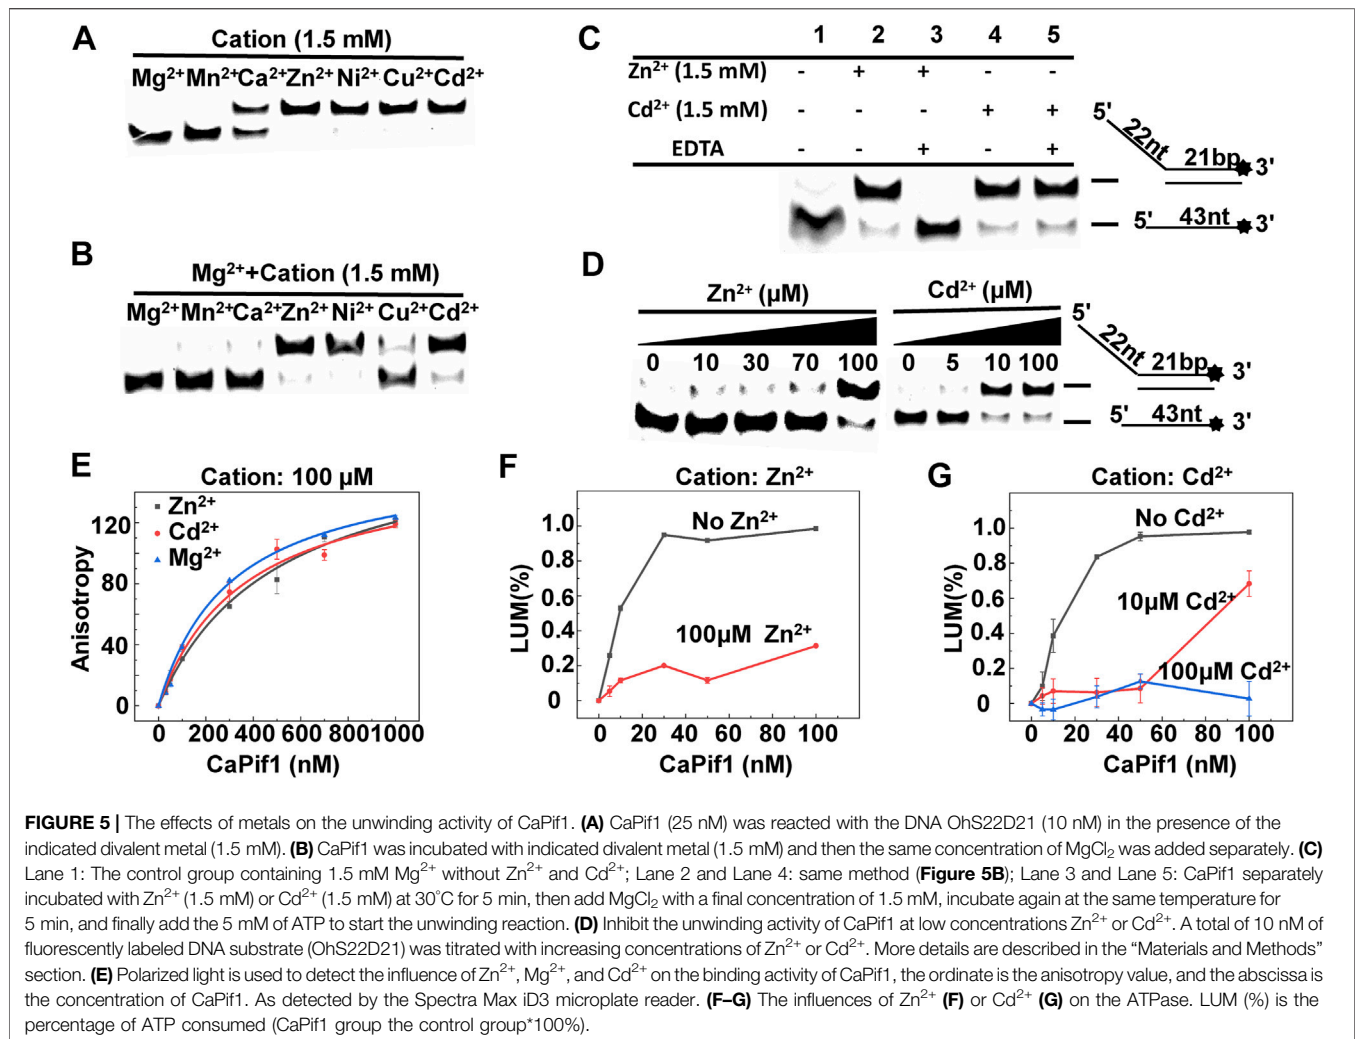 A
Cation (1.5 mM)
Mg²⁺ Mn²⁺ Ca²⁺ Zn²⁺ Ni²⁺ Cu²⁺ Cd²⁺
B
Mg²⁺+Cation (1.5 mM)
Mg²⁺ Mn²⁺ Ca²⁺ Zn²⁺ Ni²⁺ Cu²⁺ Cd²⁺
C
1 2 3 4 5
Zn²⁺ (1.5 mM) - + + - -
Cd²⁺ (1.5 mM) - - - + +
EDTA - - + - +
5' 22nt 21bp 3'
5' 43nt 3'
D
Zn²⁺ (μM) Cd²⁺ (μM)
0 10 30 70 100 0 5 10 100
5' 22nt 21bp 3'
5' 43nt 3'
E
Cation: 100 μM
Zn²⁺
Cd²⁺
Mg²⁺
Anisotropy
120
80
40
0
0 200 400 600 800 1000
CaPif1 (nM)
F
Cation: Zn²⁺
No Zn²⁺
100μM Zn²⁺
LUM(%)
1.0
0.8
0.6
0.4
0.2
0
0 20 40 60 80 100
CaPif1 (nM)
G
Cation: Cd²⁺
No Cd²⁺
10μM Cd²⁺
100μM Cd²⁺
LUM(%)
1.0
0.8
0.6
0.4
0.2
0
0 20 40 60 80 100
CaPif1 (nM)
FIGURE 5 | The effects of metals on the unwinding activity of CaPif1. (A) CaPif1 (25 nM) was reacted with the DNA OhS22D21 (10 nM) in the presence of the
indicated divalent metal (1.5 mM). (B) CaPif1 was incubated with indicated divalent metal (1.5 mM) and then the same concentration of MgCl₂ was added separately. (C)
Lane 1: The control group containing 1.5 mM Mg²⁺ without Zn²⁺ and Cd²⁺; Lane 2 and Lane 4: same method (Figure 5B); Lane 3 and Lane 5: CaPif1 separately
incubated with Zn²⁺ (1.5 mM) or Cd²⁺ (1.5 mM) at 30°C for 5 min, then add MgCl₂ with a final concentration of 1.5 mM, incubate again at the same temperature for
5 min, and finally add the 5 mM of ATP to start the unwinding reaction. (D) Inhibit the unwinding activity of CaPif1 at low concentrations Zn²⁺ or Cd²⁺. A total of 10 nM of
fluorescently labeled DNA substrate (OhS22D21) was titrated with increasing concentrations of Zn²⁺ or Cd²⁺. More details are described in the “Materials and Methods”
section. (E) Polarized light is used to detect the influence of Zn²⁺, Mg²⁺, and Cd²⁺ on the binding activity of CaPif1, the ordinate is the anisotropy value, and the abscissa is
the concentration of CaPif1. As detected by the Spectra Max iD3 microplate reader. (F–G) The influences of Zn²⁺ (F) or Cd²⁺ (G) on the ATPase. LUM (%) is the
percentage of ATP consumed (CaPif1 group the control group*100%).